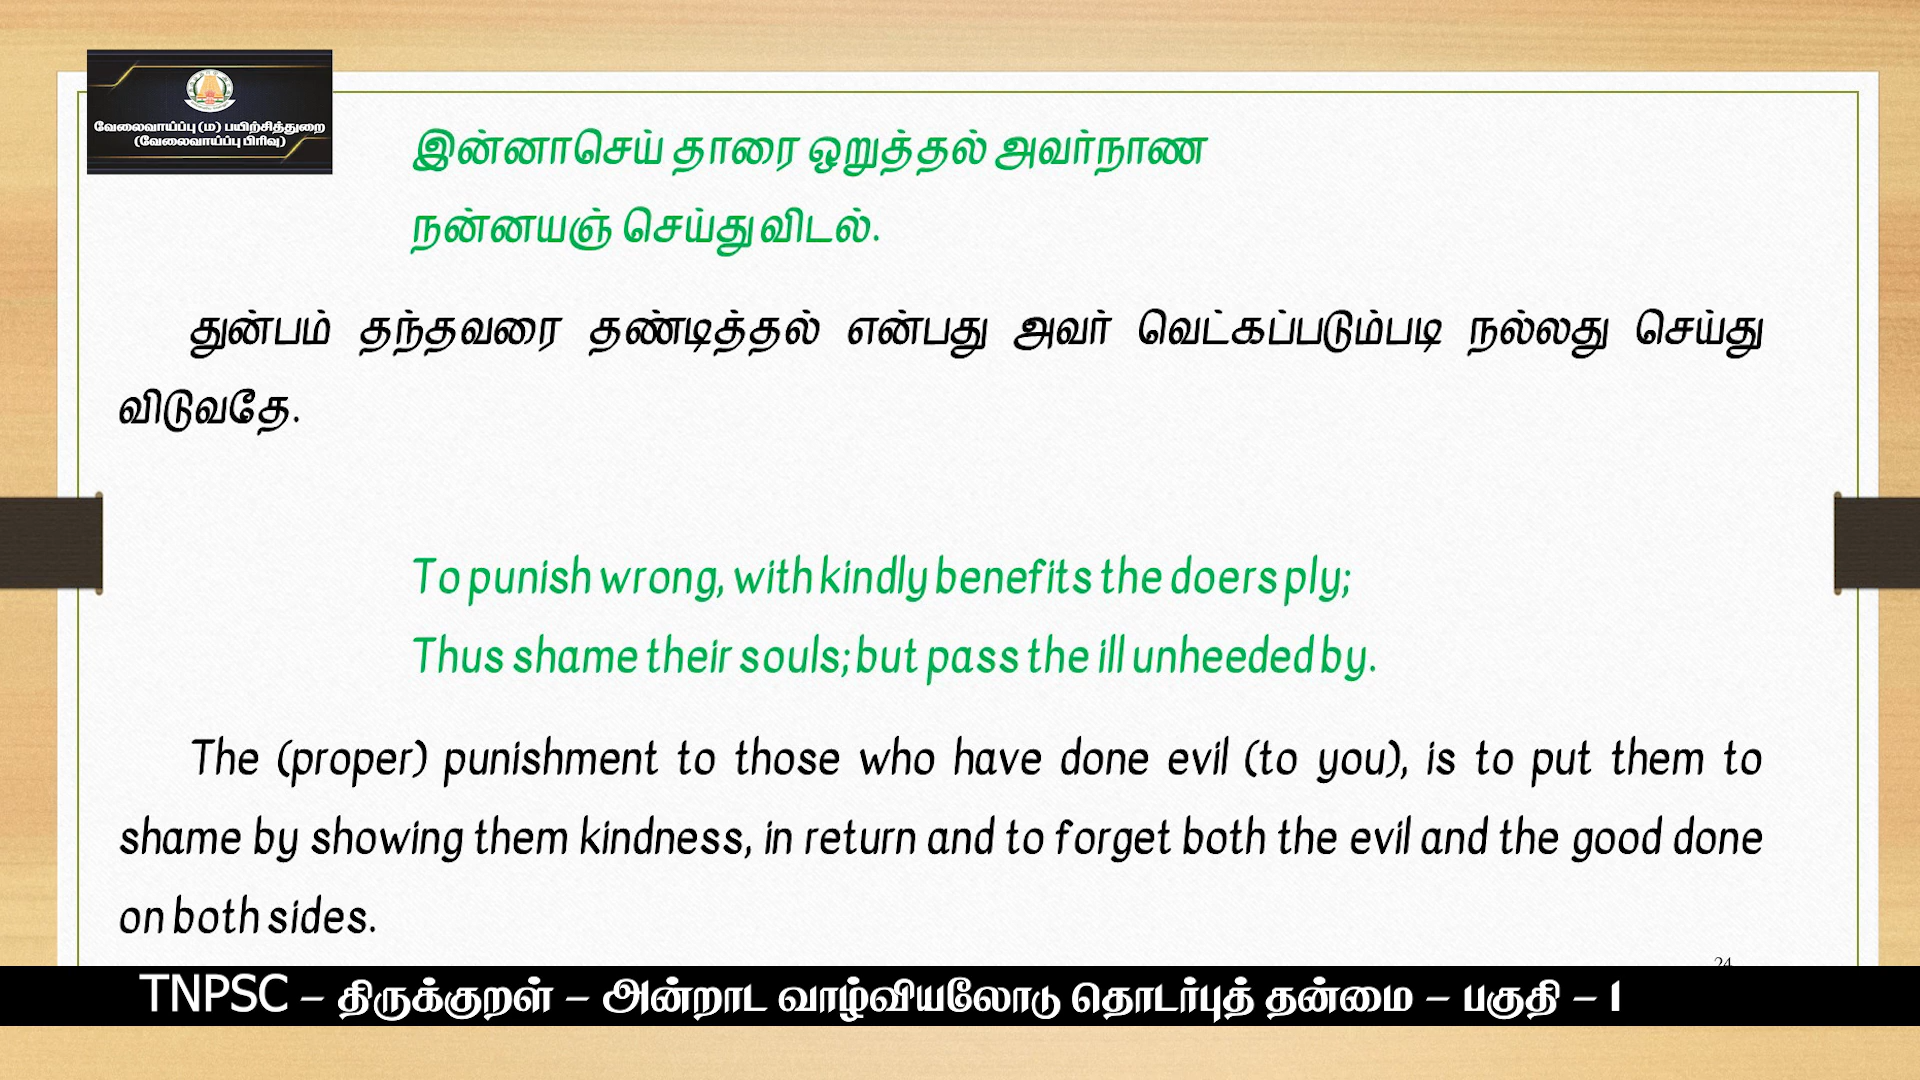 வேலைவாய்ப்பு (ம) பயிற்சித்துறை
(வேலைவாய்ப்பு பிரிவு)
இன்னாசெய் தாரை ஒறுத்தல் அவர்நாண
நன்னயஞ் செய்து விடல்.
துன்பம் தந்தவரை தண்டித்தல் என்பது அவர் வெட்கப்படும்படி நல்லது செய்து
விடுவதே.
To punish wrong, with kindly benefits the doers ply;
Thus shame their souls; but pass the ill unheeded by.
The (proper) punishment to those who have done evil (to you), is to put them to
shame by showing them kindness, in return and to forget both the evil and the good done
on both sides.
24
TNPSC – திருக்குறள் – அன்றாட வாழ்வியலோடு தொடர்புத் தன்மை – பகுதி – I